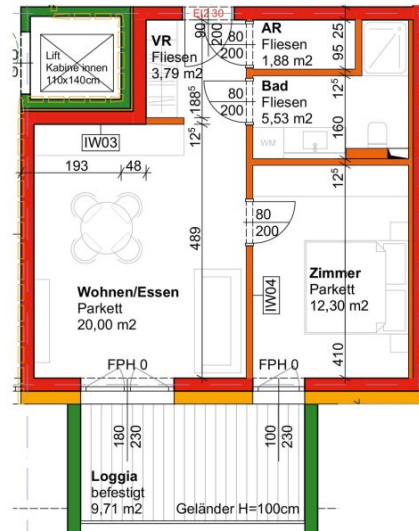 EI2 30
90
200
VR
Fliesen
3,79 m2
80
200
AR
Fliesen
1,88 m2
25
95
Lift
Kabine innen
110x140cm
80
200
Bad
Fliesen
5,53 m2
12⁵
160
WM
188⁵
12⁵
IW03
193
48
12⁵
80
200
489
Wohnen/Essen
Parkett
20,00 m2
Zimmer
Parkett
12,30 m2
IW04
410
FPH 0
FPH 0
180
230
100
230
Loggia
befestigt
9,71 m2
Geländer H=100cm